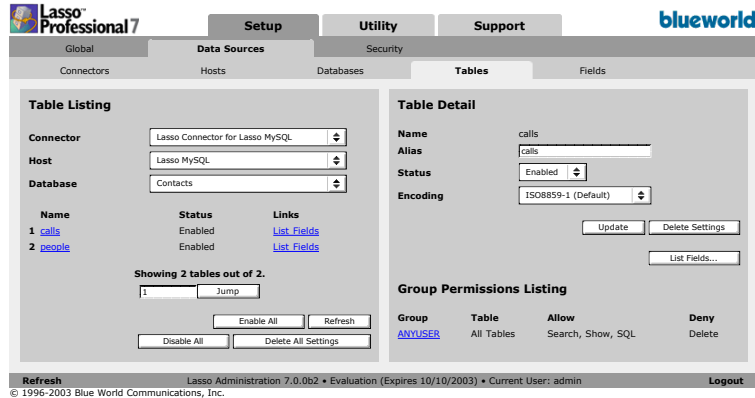 Lasso™
Professional 7
blueworld
Setup Utility Support
Global Data Sources Security
Connectors Hosts Databases Tables Fields
Table Listing
Connector Lasso Connector for Lasso MySQL
Host Lasso MySQL
Database Contacts
Name Status Links
1 calls Enabled List Fields
2 people Enabled List Fields
Showing 2 tables out of 2.
1 Jump
Enable All Refresh
Disable All Delete All Settings
Table Detail
Name calls
Alias calls
Status Enabled
Encoding ISO8859-1 (Default)
Update Delete Settings
List Fields...
Group Permissions Listing
Group Table Allow Deny
ANYUSER All Tables Search, Show, SQL Delete
Refresh Lasso Administration 7.0.0b2 • Evaluation (Expires 10/10/2003) • Current User: admin Logout
© 1996-2003 Blue World Communications, Inc.